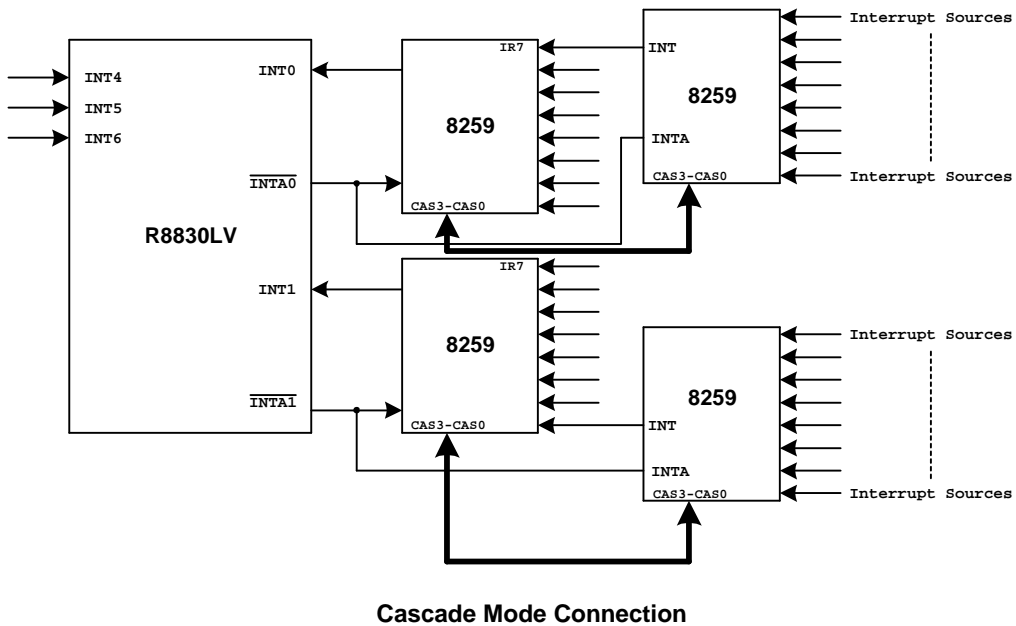 INT4
INT5
INT6
INT0
INTA0
R8830LV
INT1
INTA1
IR7
8259
CAS3-CAS0
INT
8259
INTA
CAS3-CAS0
Interrupt Sources
Interrupt Sources
IR7
8259
CAS3-CAS0
8259
INT
INTA
CAS3-CAS0
Interrupt Sources
Interrupt Sources
Cascade Mode Connection